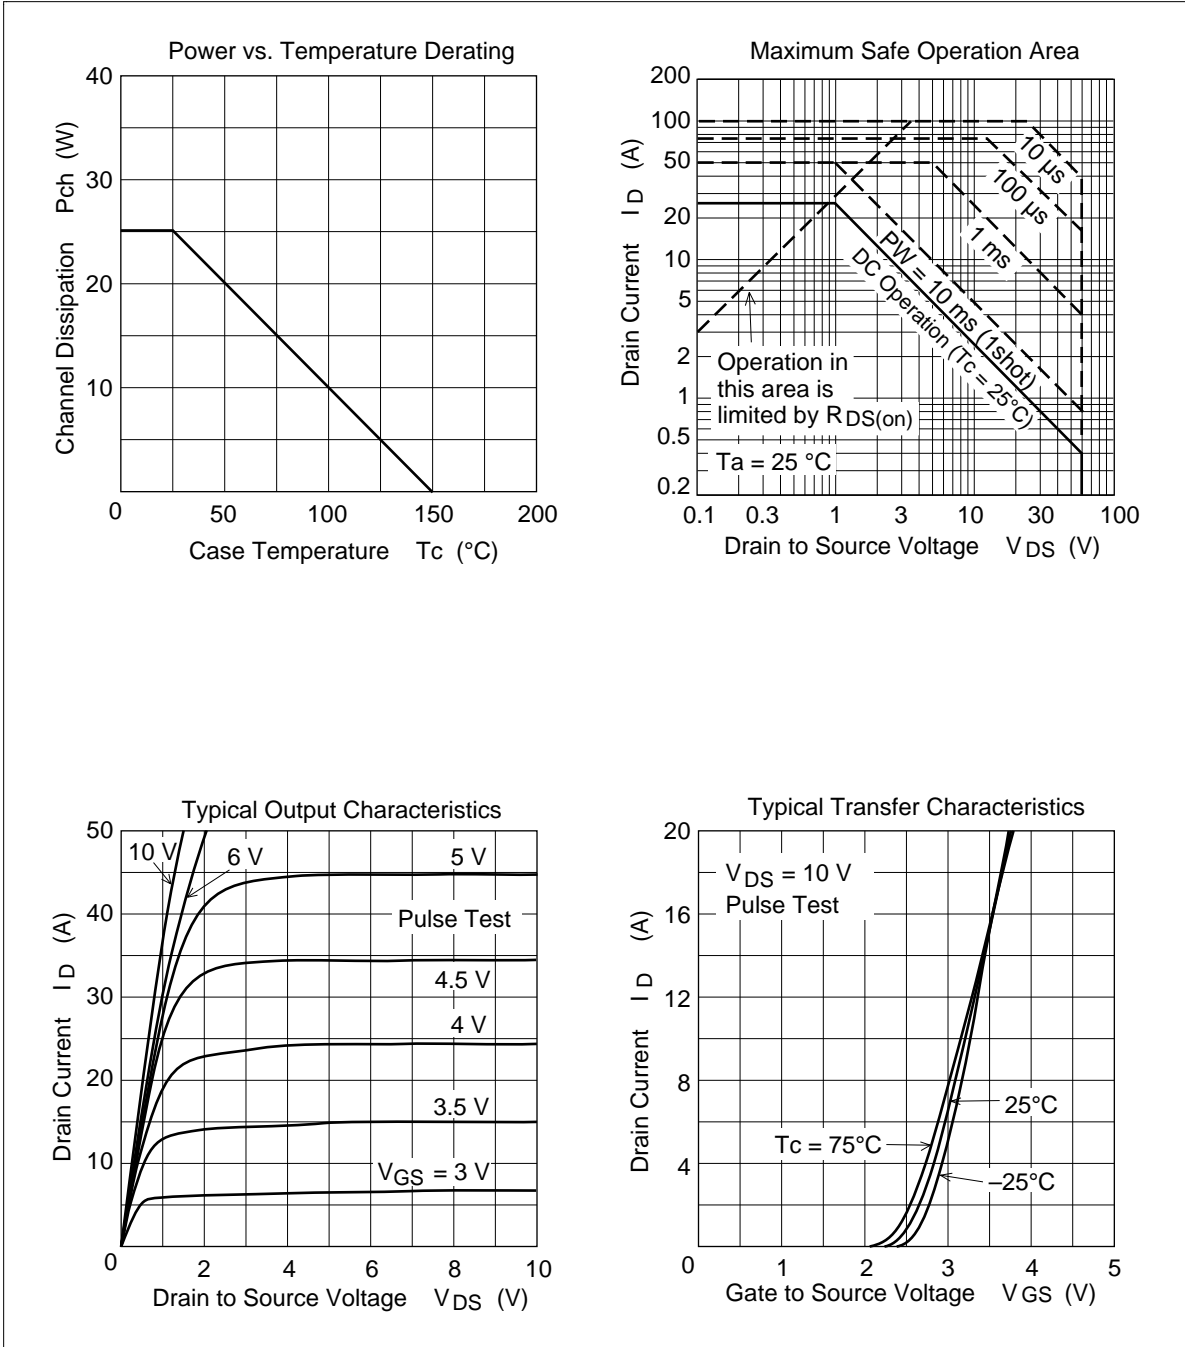 Power vs. Temperature Derating
40
30
20
10
0
50
100
150
200
Channel Dissipation Pch (W)
Case Temperature Tc (°C)
Maximum Safe Operation Area
200
100
50
20
10
5
2
1
0.5
0.2
0.1
0.3
1
3
10
30
100
Drain Current I D (A)
Drain to Source Voltage V DS (V)
10 µs
100 µs
1 ms
PW = 10 ms (1shot)
DC Operation (Tc = 25°C)
Operation in
this area is
limited by R DS(on)
Ta = 25 °C
Typical Output Characteristics
50
40
30
20
10
0
2
4
6
8
10
Drain Current I D (A)
Drain to Source Voltage V DS (V)
10 V
6 V
5 V
Pulse Test
4.5 V
4 V
3.5 V
V GS = 3 V
Typical Transfer Characteristics
20
16
12
8
4
0
1
2
3
4
5
Drain Current I D (A)
Gate to Source Voltage V GS (V)
V DS = 10 V
Pulse Test
25°C
Tc = 75°C
–25°C